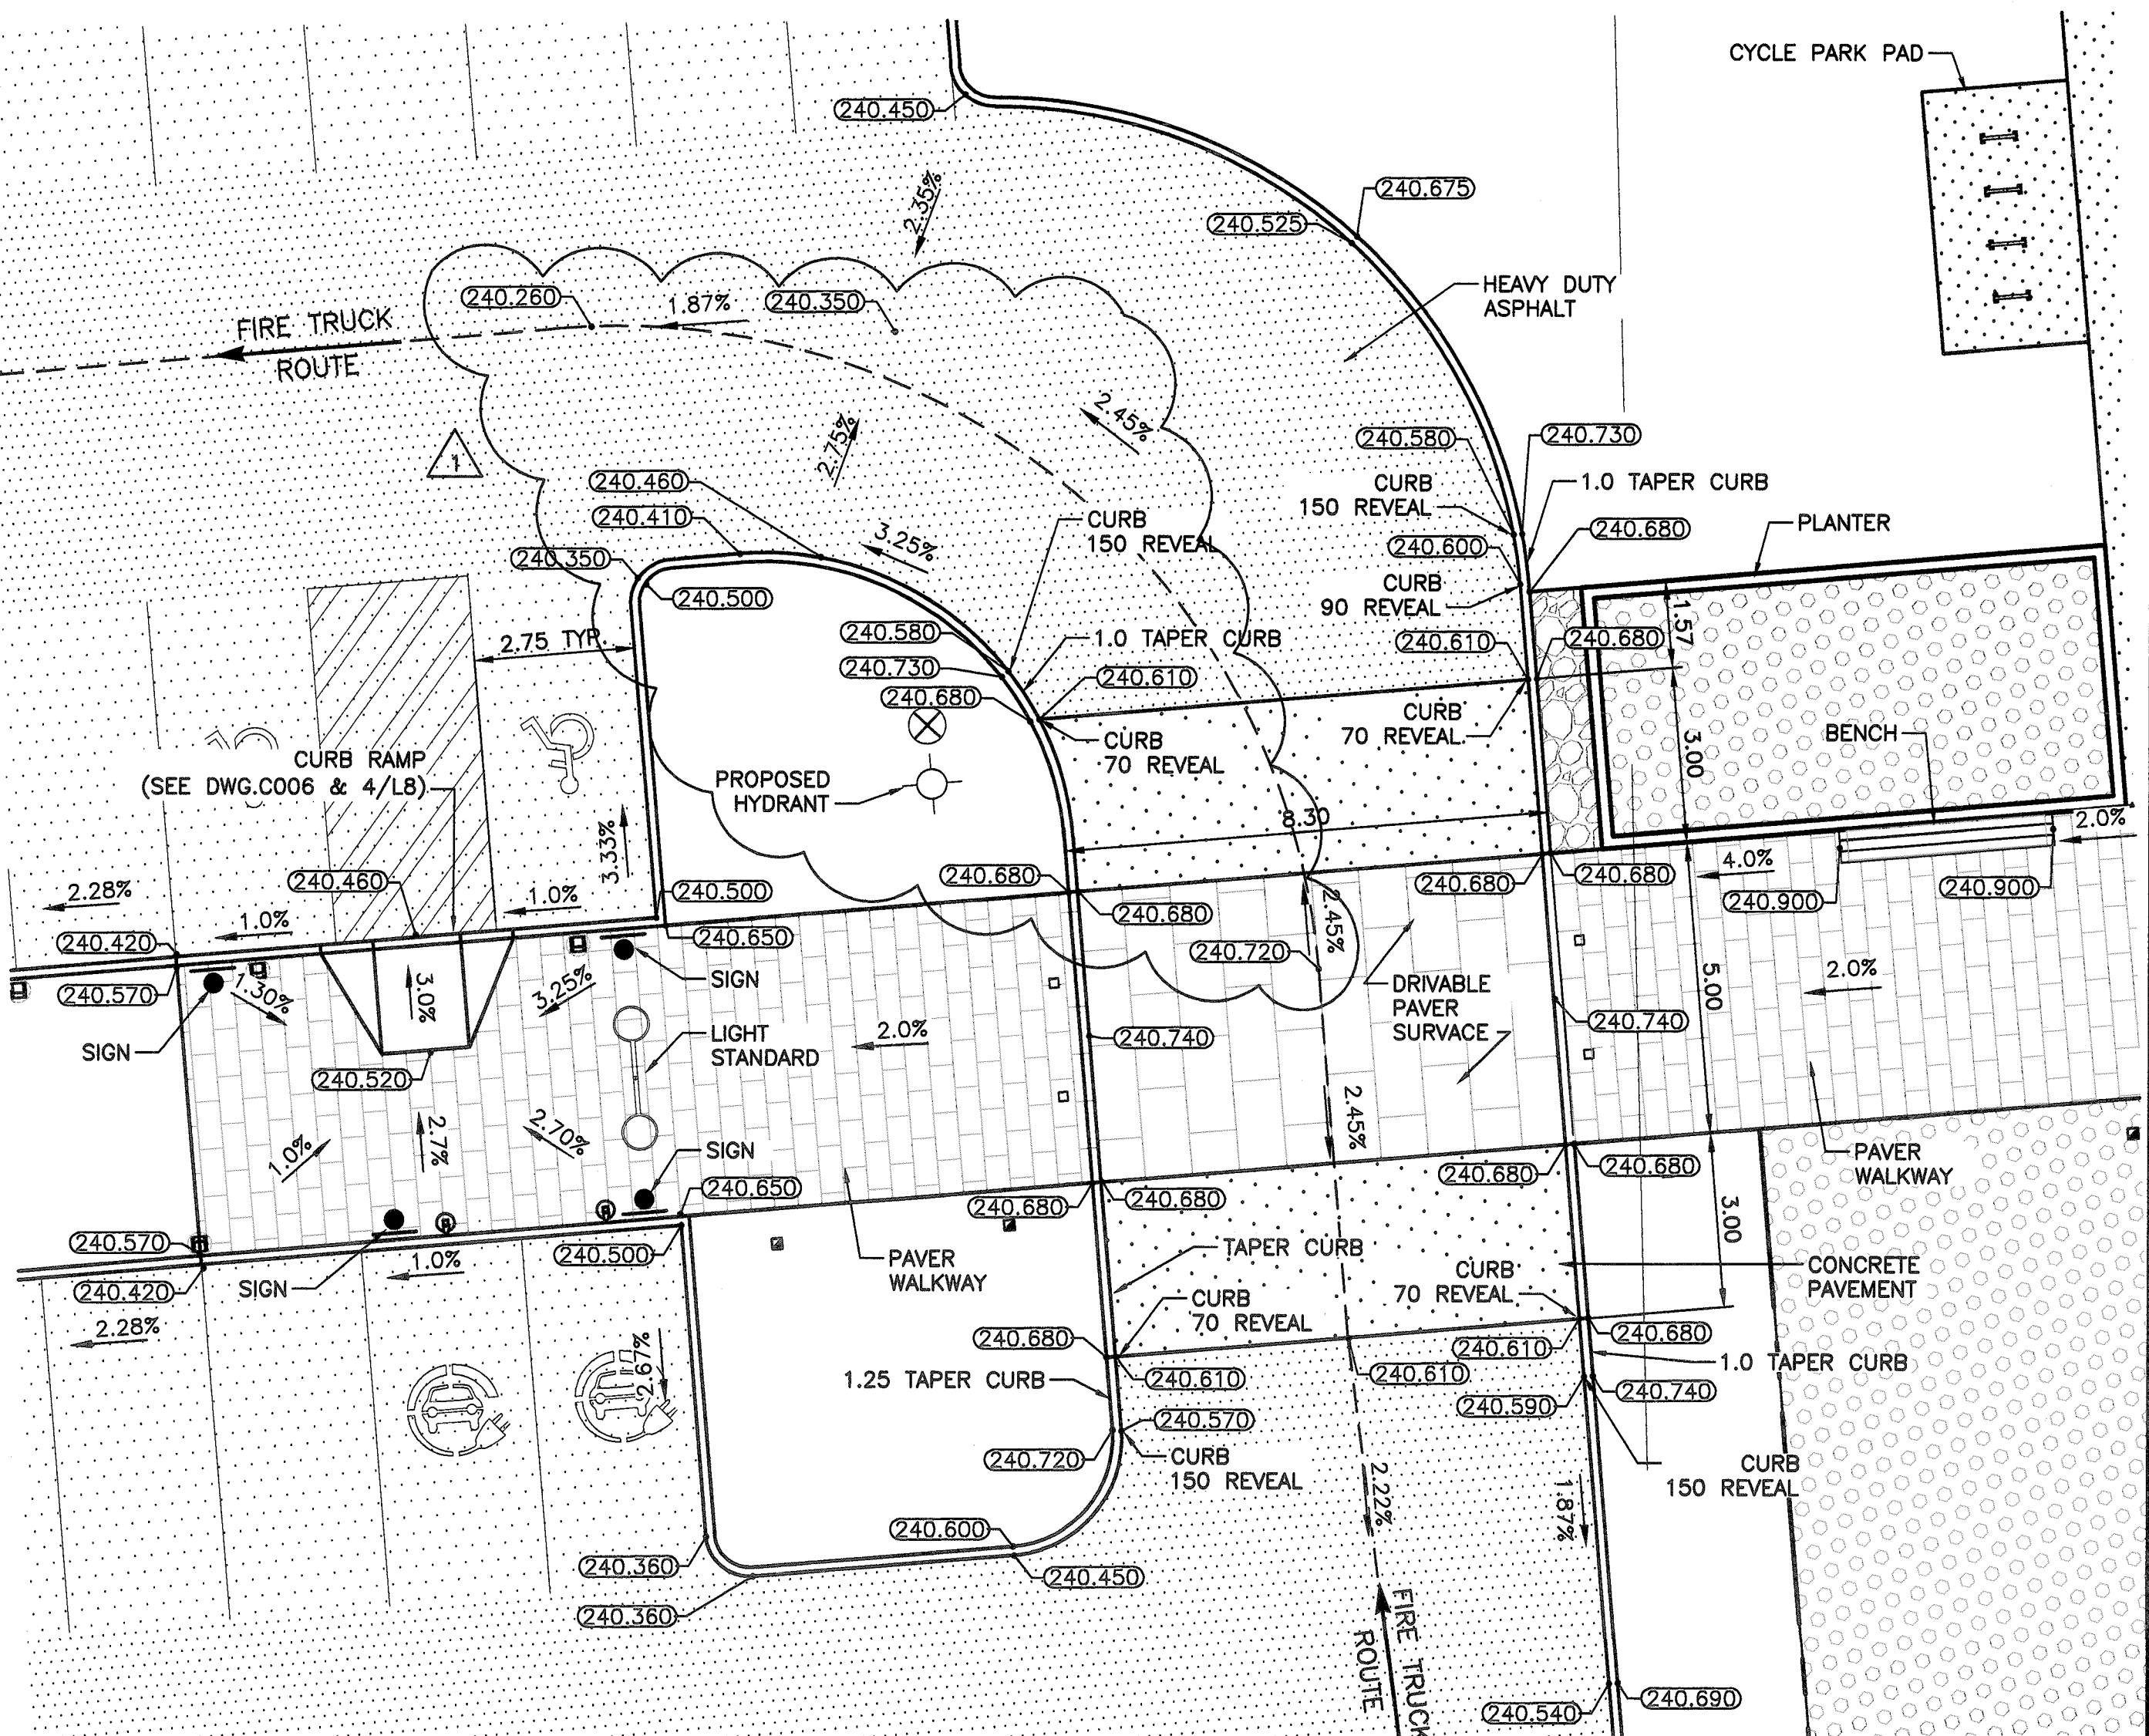 CYCLE PARK PAD
240.450
240.675
240.525
2.35%
HEAVY DUTY
ASPHALT
240.260
1.87%
240.350
FIRE TRUCK
ROUTE
2.45%
2.75%
1
240.580
240.730
CURB
150 REVEAL
1.0 TAPER CURB
240.460
240.410
240.350
3.25%
CURB
150 REVEAL
240.680
PLANTER
240.600
CURB
90 REVEAL
240.500
1.57
2.75 TYP.
240.580
1.0 TAPER CURB
240.610
240.680
240.730
240.610
240.680
CURB
70 REVEAL
CURB
70 REVEAL
3.00
BENCH
CURB RAMP
(SEE DWG.C006 & 4/L8)
PROPOSED
HYDRANT
8.30
3.33%
2.0%
4.0%
240.460
240.500
240.680
240.680
240.680
240.680
240.900
240.900
2.28%
1.0%
1.0%
240.420
240.650
2.45%
240.720
240.570
1.30%
3.0%
3.25%
SIGN
DRIVABLE
PAVER
SURVACE
5.00
2.0%
SIGN
LIGHT
STANDARD
2.0%
240.740
240.740
240.520
2.45%
1.0%
2.7%
2.70%
SIGN
240.680
240.680
PAVER
WALKWAY
240.650
240.680
240.680
3.00
240.570
240.500
TAPER CURB
PAVER
WALKWAY
1.0%
SIGN
240.420
CURB
70 REVEAL
CONCRETE
PAVEMENT
2.28%
CURB
70 REVEAL
240.680
240.680
240.610
2.67%
1.25 TAPER CURB
240.610
240.610
1.0 TAPER CURB
240.740
240.590
240.570
240.720
CURB
150 REVEAL
CURB
150 REVEAL
2.22%
1.87%
240.600
240.360
240.450
240.360
FIRE TRUCK
ROUTE
240.540
240.690